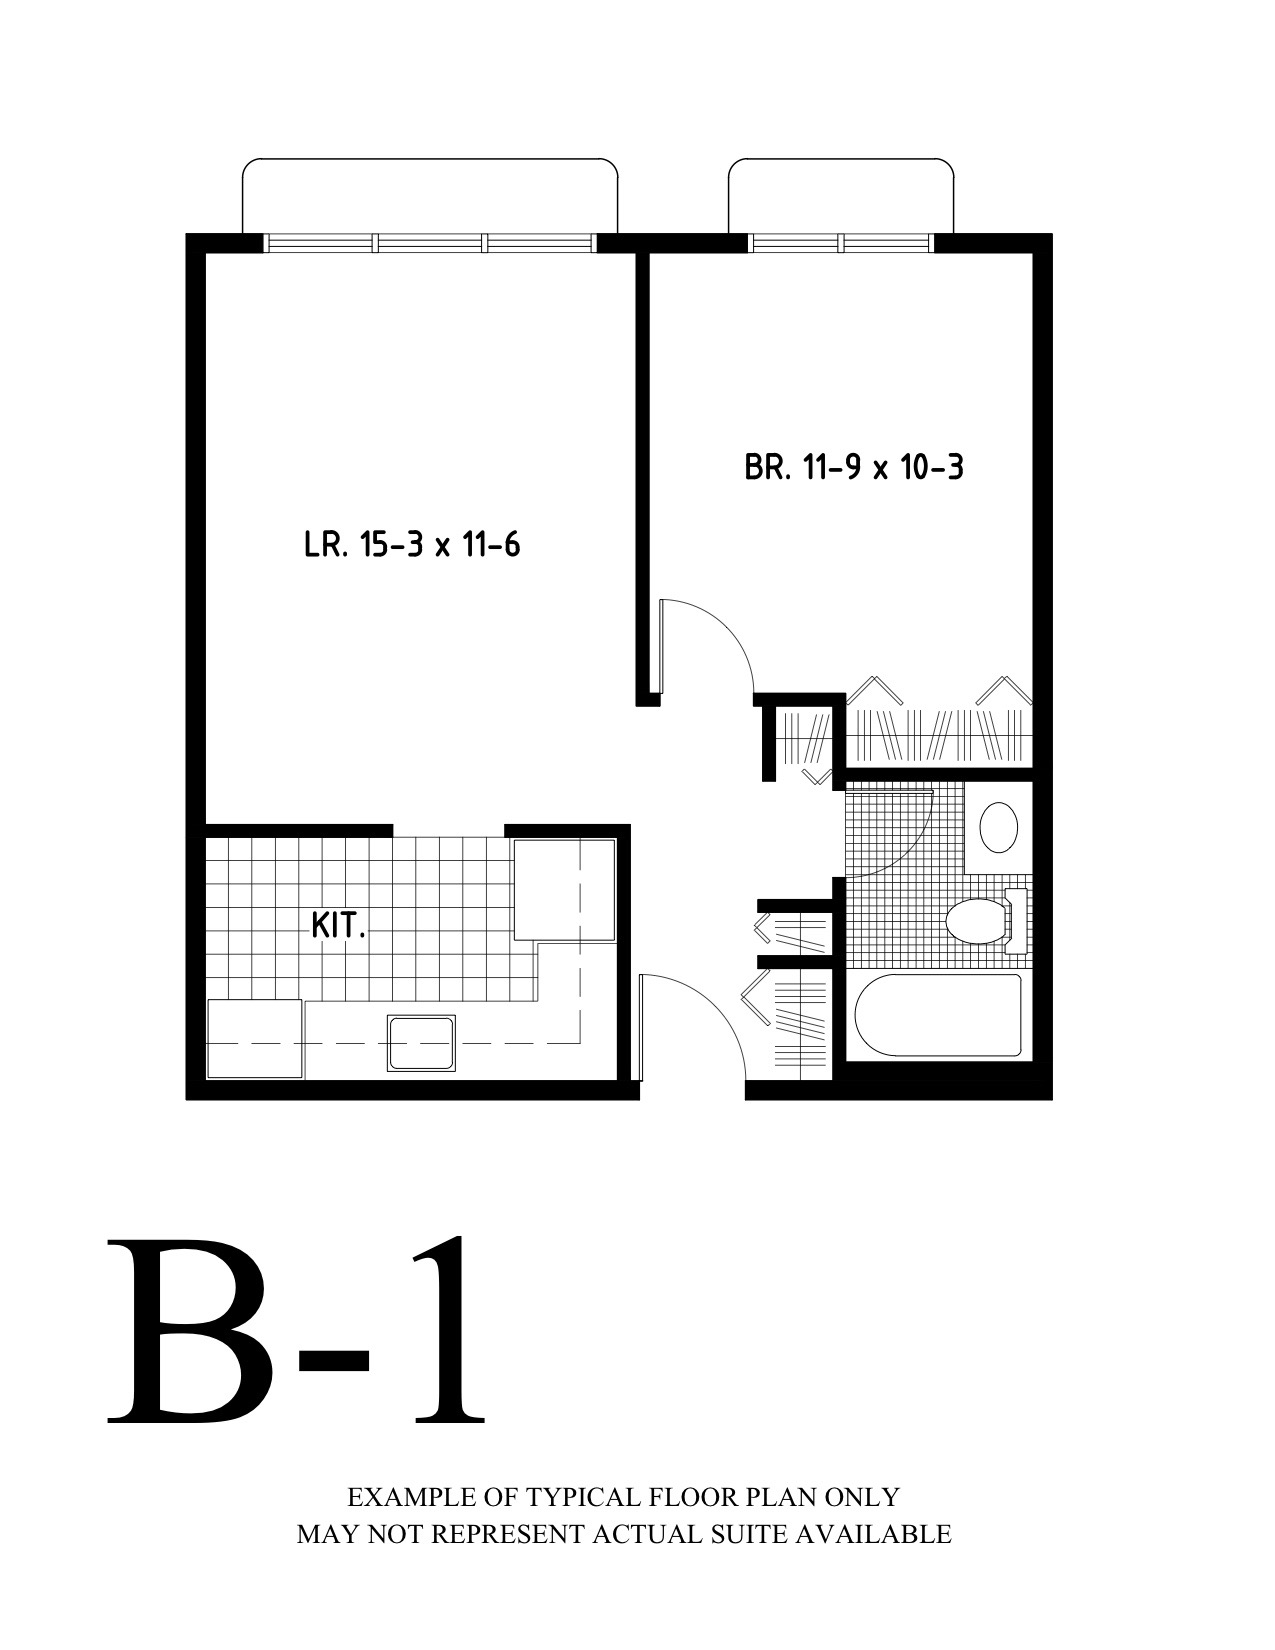 BR. 11-9 x 10-3
LR. 15-3 x 11-6
KIT.
B-1
EXAMPLE OF TYPICAL FLOOR PLAN ONLY
MAY NOT REPRESENT ACTUAL SUITE AVAILABLE